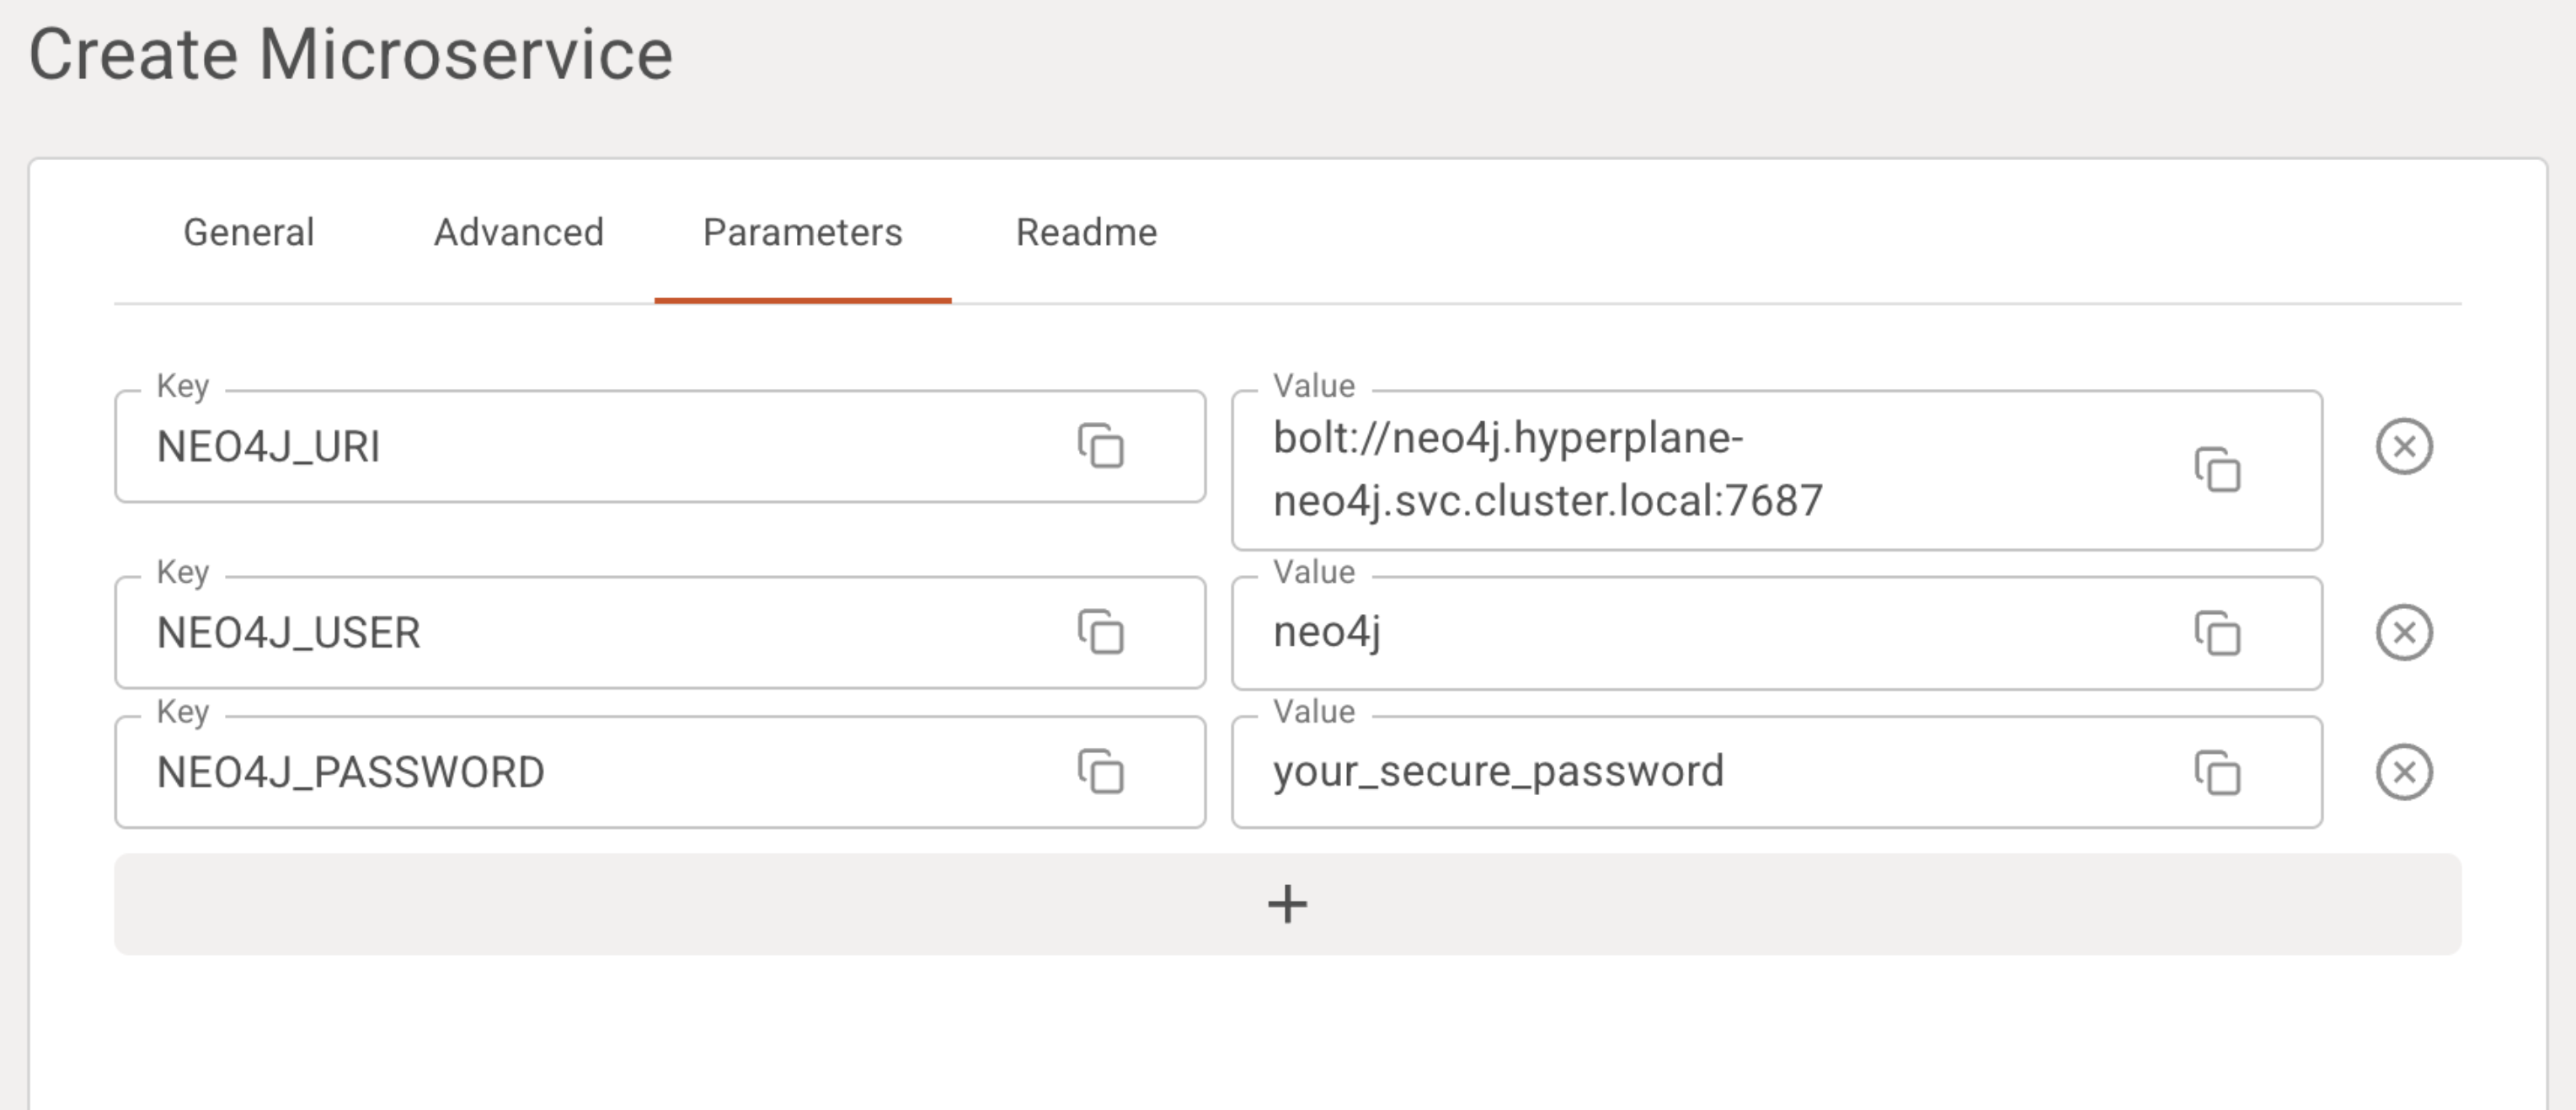 Create Microservice
General Advanced Parameters Readme
Key Value
NEO4J_URI bolt://neo4j.hyperplane-
neo4j.svc.cluster.local:7687
Key Value
NEO4J_USER neo4j
Key Value
NEO4J_PASSWORD your_secure_password
+